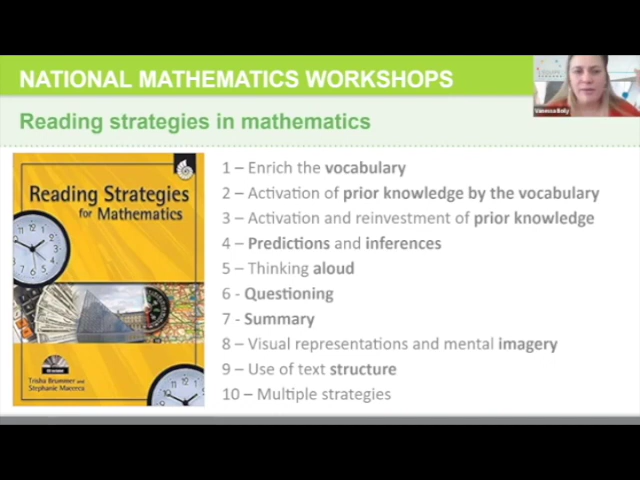 NATIONAL MATHEMATICS WORKSHOPS
Vanessa Boily
Reading strategies in mathematics
Reading Strategies
for Mathematics
Trisha Brummer and
Stephanie Macceca
1 – Enrich the vocabulary
2 – Activation of prior knowledge by the vocabulary
3 – Activation and reinvestment of prior knowledge
4 – Predictions and inferences
5 – Thinking aloud
6 - Questioning
7 - Summary
8 – Visual representations and mental imagery
9 – Use of text structure
10 – Multiple strategies